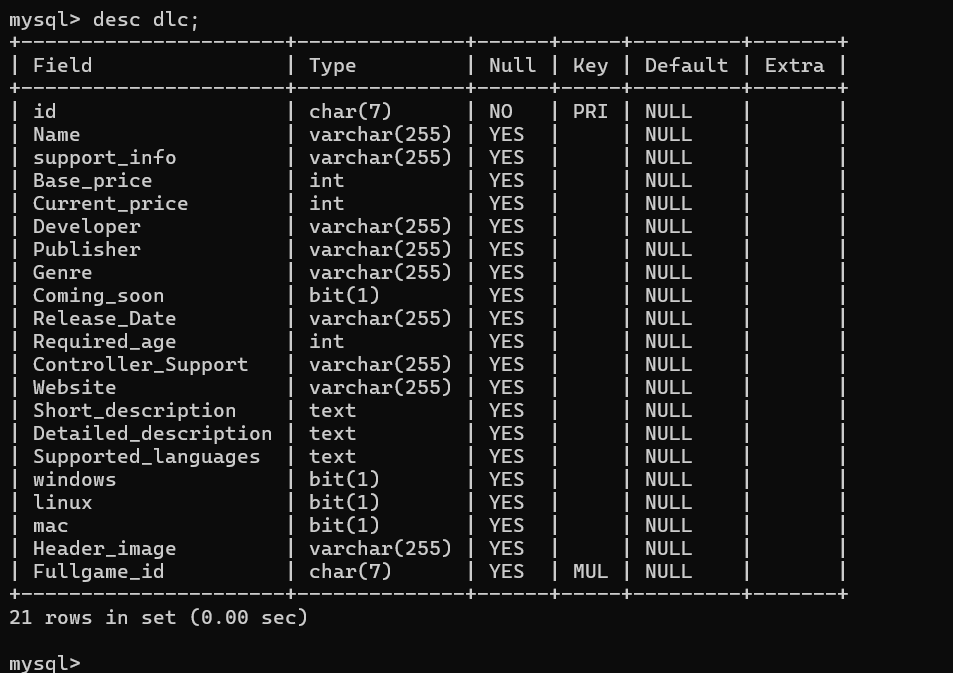 mysql> desc dlc;
+----------------------+--------------+------+-----+---------+-------+
| Field                | Type         | Null | Key | Default | Extra |
+----------------------+--------------+------+-----+---------+-------+
| id                   | char(7)      | NO   | PRI | NULL    |       |
| Name                 | varchar(255) | YES  |     | NULL    |       |
| support_info         | varchar(255) | YES  |     | NULL    |       |
| Base_price           | int          | YES  |     | NULL    |       |
| Current_price        | int          | YES  |     | NULL    |       |
| Developer            | varchar(255) | YES  |     | NULL    |       |
| Publisher            | varchar(255) | YES  |     | NULL    |       |
| Genre                | varchar(255) | YES  |     | NULL    |       |
| Coming_soon          | bit(1)       | YES  |     | NULL    |       |
| Release_Date         | varchar(255) | YES  |     | NULL    |       |
| Required_age         | int          | YES  |     | NULL    |       |
| Controller_Support   | varchar(255) | YES  |     | NULL    |       |
| Website              | varchar(255) | YES  |     | NULL    |       |
| Short_description    | text         | YES  |     | NULL    |       |
| Detailed_description | text         | YES  |     | NULL    |       |
| Supported_languages  | text         | YES  |     | NULL    |       |
| windows              | bit(1)       | YES  |     | NULL    |       |
| linux                | bit(1)       | YES  |     | NULL    |       |
| mac                  | bit(1)       | YES  |     | NULL    |       |
| Header_image         | varchar(255) | YES  |     | NULL    |       |
| Fullgame_id          | char(7)      | YES  | MUL | NULL    |       |
+----------------------+--------------+------+-----+---------+-------+
21 rows in set (0.00 sec)

mysql>